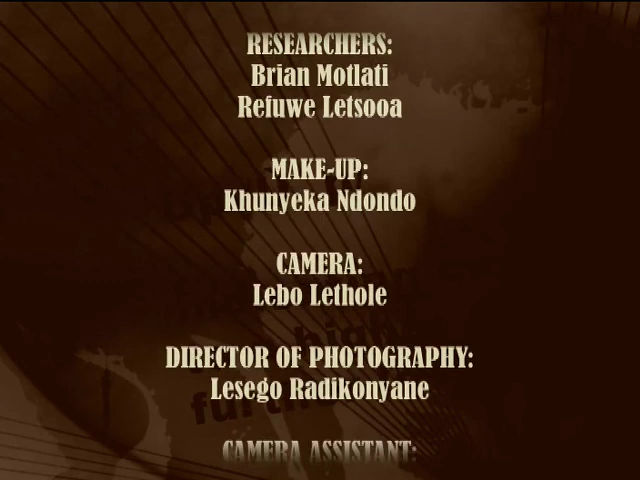 RESEARCHERS:
Brian Motlati
Refuwe Letsooa
MAKE-UP:
Khunyeka Ndondo
CAMERA:
Lebo Lethole
DIRECTOR OF PHOTOGRAPHY:
Lesego Radikonyane
CAMERA ASSISTANT: